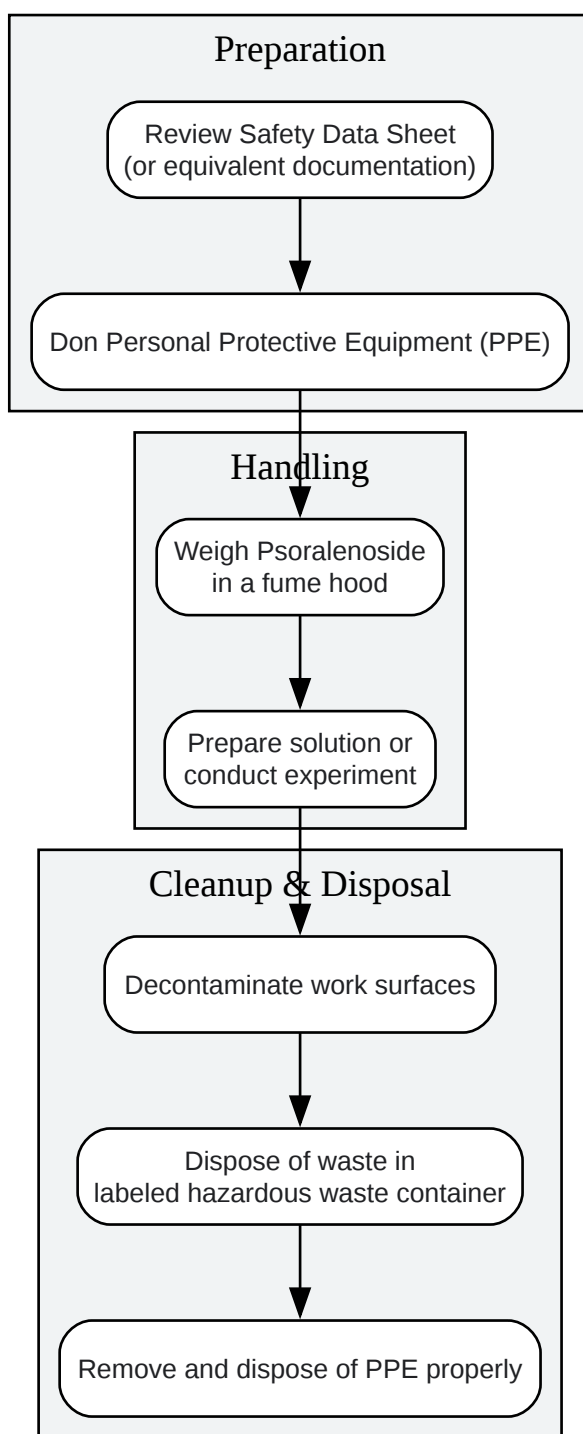 Preparation
Review Safety Data Sheet
(or equivalent documentation)
Don Personal Protective Equipment (PPE)
Handling
Weigh Psoralenoside
in a fume hood
Prepare solution or
conduct experiment
Cleanup & Disposal
Decontaminate work surfaces
Dispose of waste in
labeled hazardous waste container
Remove and dispose of PPE properly